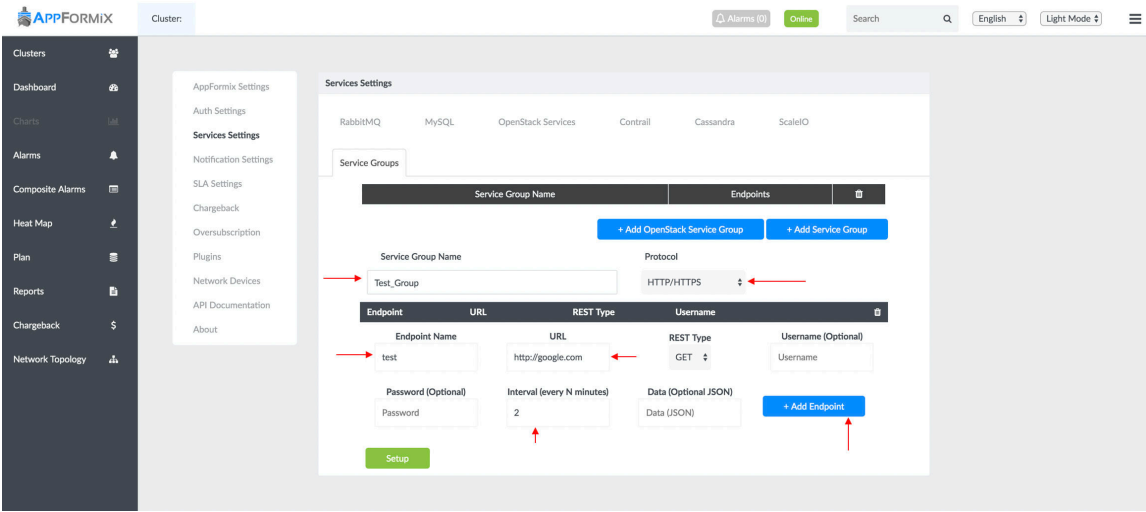 APPFORMIX
Cluster:
Alarms (0)
Online
Search
English
Light Mode
Clusters
Dashboard
Charts
Alarms
Composite Alarms
Heat Map
Plan
Reports
Chargeback
$
Network Topology
AppFormix Settings
Auth Settings
Services Settings
Notification Settings
SLA Settings
Chargeback
Oversubscription
Plugins
Network Devices
API Documentation
About
Services Settings
RabbitMQ MySQL OpenStack Services Contrail Cassandra ScaleIO
Service Groups
Service Group Name Endpoints
+ Add OpenStack Service Group + Add Service Group
Service Group Name Protocol
Test_Group HTTP/HTTPS
Endpoint URL REST Type Username
Endpoint Name URL REST Type Username (Optional)
test http://google.com GET Username
Password (Optional) Interval (every N minutes) Data (Optional JSON)
Password 2 Data (JSON) + Add Endpoint
Setup